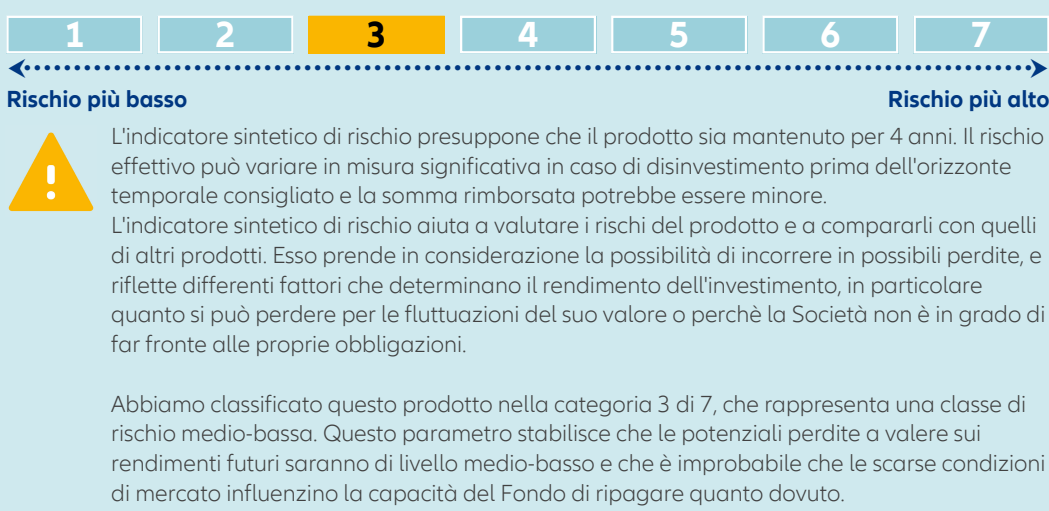 1 2 3 4 5 6 7
Rischio più basso Rischio più alto
L'indicatore sintetico di rischio presuppone che il prodotto sia mantenuto per 4 anni. Il rischio
effettivo può variare in misura significativa in caso di disinvestimento prima dell'orizzonte
temporale consigliato e la somma rimborsata potrebbe essere minore.
L'indicatore sintetico di rischio aiuta a valutare i rischi del prodotto e a compararli con quelli
di altri prodotti. Esso prende in considerazione la possibilità di incorrere in possibili perdite, e
riflette differenti fattori che determinano il rendimento dell'investimento, in particolare
quanto si può perdere per le fluttuazioni del suo valore o perchè la Società non è in grado di
far fronte alle proprie obbligazioni.
Abbiamo classificato questo prodotto nella categoria 3 di 7, che rappresenta una classe di
rischio medio-bassa. Questo parametro stabilisce che le potenziali perdite a valere sui
rendimenti futuri saranno di livello medio-basso e che è improbabile che le scarse condizioni
di mercato influenzino la capacità del Fondo di ripagare quanto dovuto.